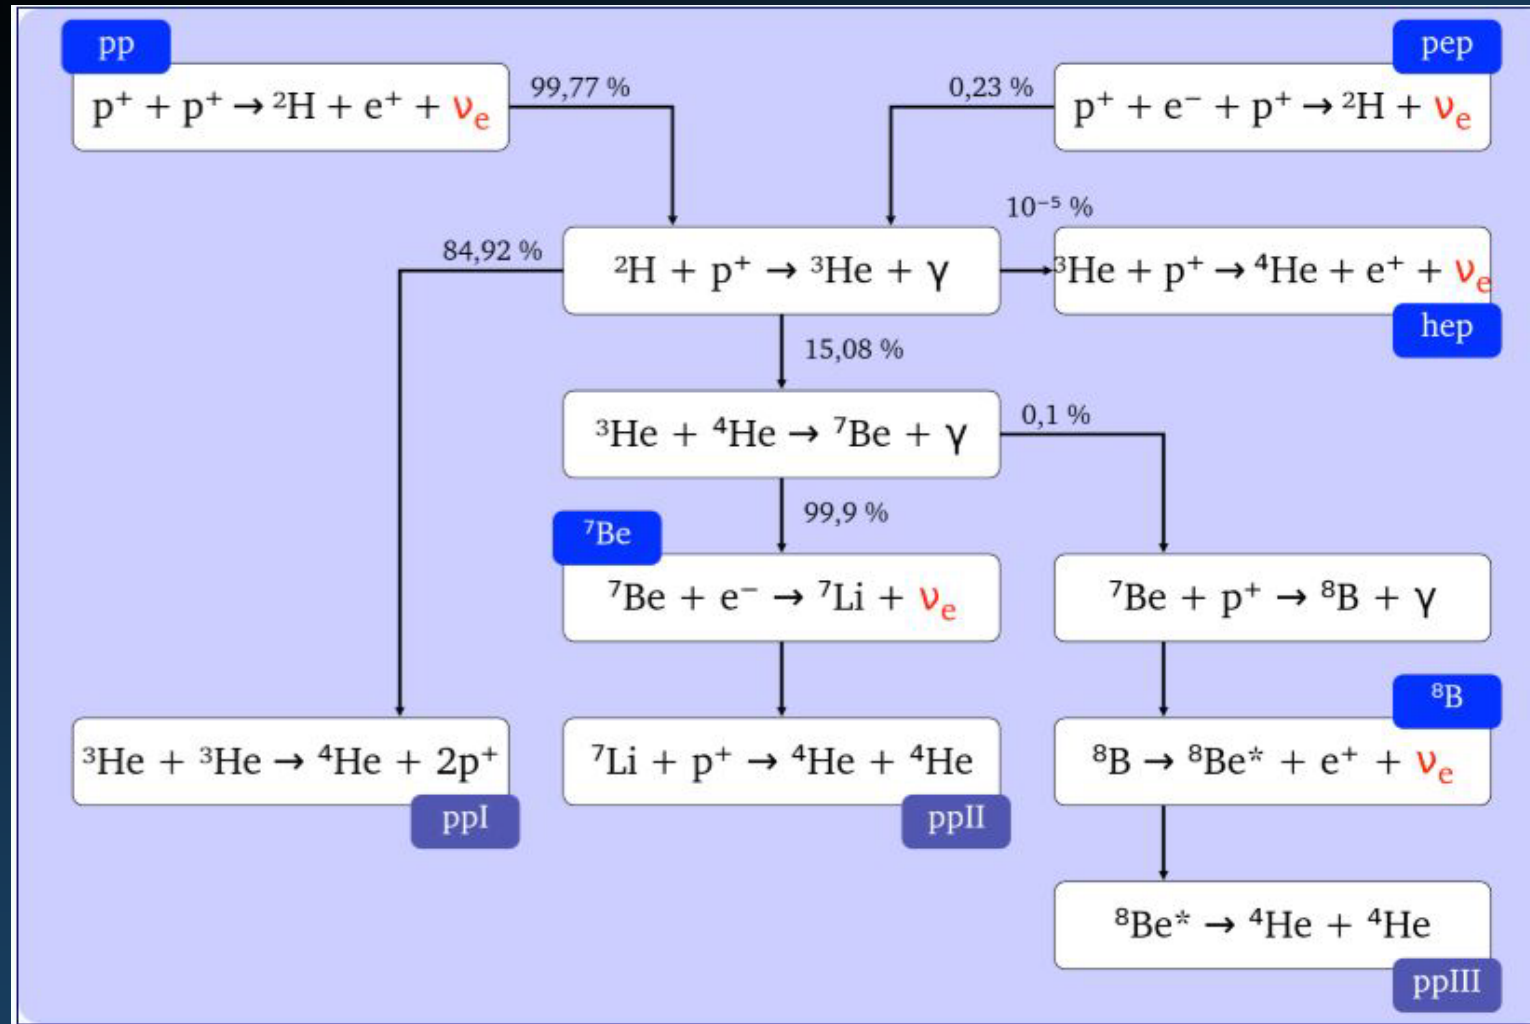 pp
pep
p⁺ + p⁺ → ²H + e⁺ + νₑ
99,77 %
0,23 %
p⁺ + e⁻ + p⁺ → ²H + νₑ
10⁻⁵ %
84,92 %
²H + p⁺ → ³He + γ
³He + p⁺ → ⁴He + e⁺ + νₑ
hep
15,08 %
³He + ⁴He → ⁷Be + γ
0,1 %
99,9 %
⁷Be
⁷Be + e⁻ → ⁷Li + νₑ
⁷Be + p⁺ → ⁸B + γ
⁸B
³He + ³He → ⁴He + 2p⁺
⁷Li + p⁺ → ⁴He + ⁴He
⁸B → ⁸Be* + e⁺ + νₑ
ppI
ppII
⁸Be* → ⁴He + ⁴He
ppIII